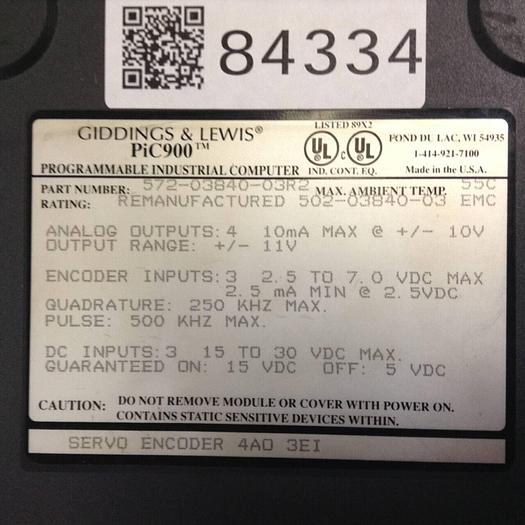 84334
GIDDINGS & LEWIS®
PiC900™
PROGRAMMABLE INDUSTRIAL COMPUTER
LISTED 89X2
UL c UL
IND. CONT. EQ.
FOND DU LAC, WI 54935
1-414-921-7100
Made in the U.S.A.
PART NUMBER: 572-03840-03R2 MAX. AMBIENT TEMP. 55C
RATING: REMANUFACTURED 502-03840-03 EMC
ANALOG OUTPUTS: 4 10mA MAX @ +/- 10V
OUTPUT RANGE: +/- 11V
ENCODER INPUTS: 3 2.5 TO 7.0 VDC MAX
2.5 mA MIN @ 2.5VDC
QUADRATURE: 250 KHZ MAX.
PULSE: 500 KHZ MAX.
DC INPUTS: 3 15 TO 30 VDC MAX.
GUARANTEED ON: 15 VDC OFF: 5 VDC
CAUTION: DO NOT REMOVE MODULE OR COVER WITH POWER ON.
CONTAINS STATIC SENSITIVE DEVICES WITHIN.
SERVO ENCODER 4AO 3EI